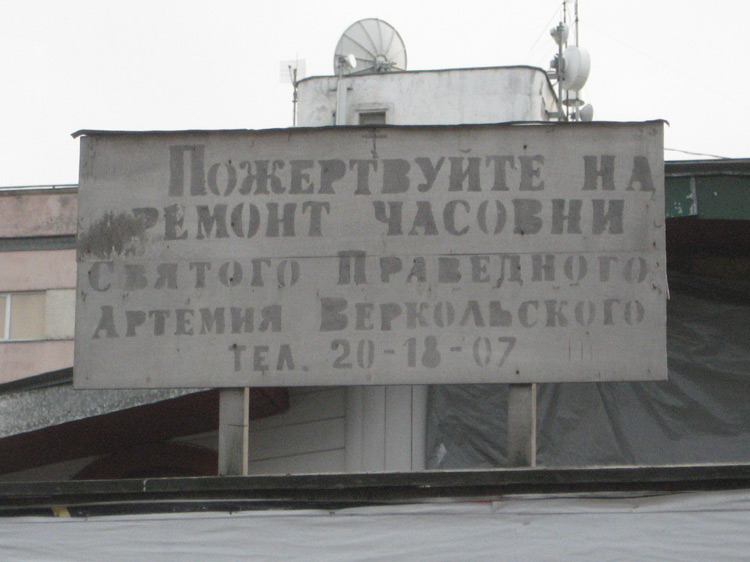 Пожертвуйте на
ремонт часовни
Святого Праведного
Артемия Веркольского
тел. 20-18-07